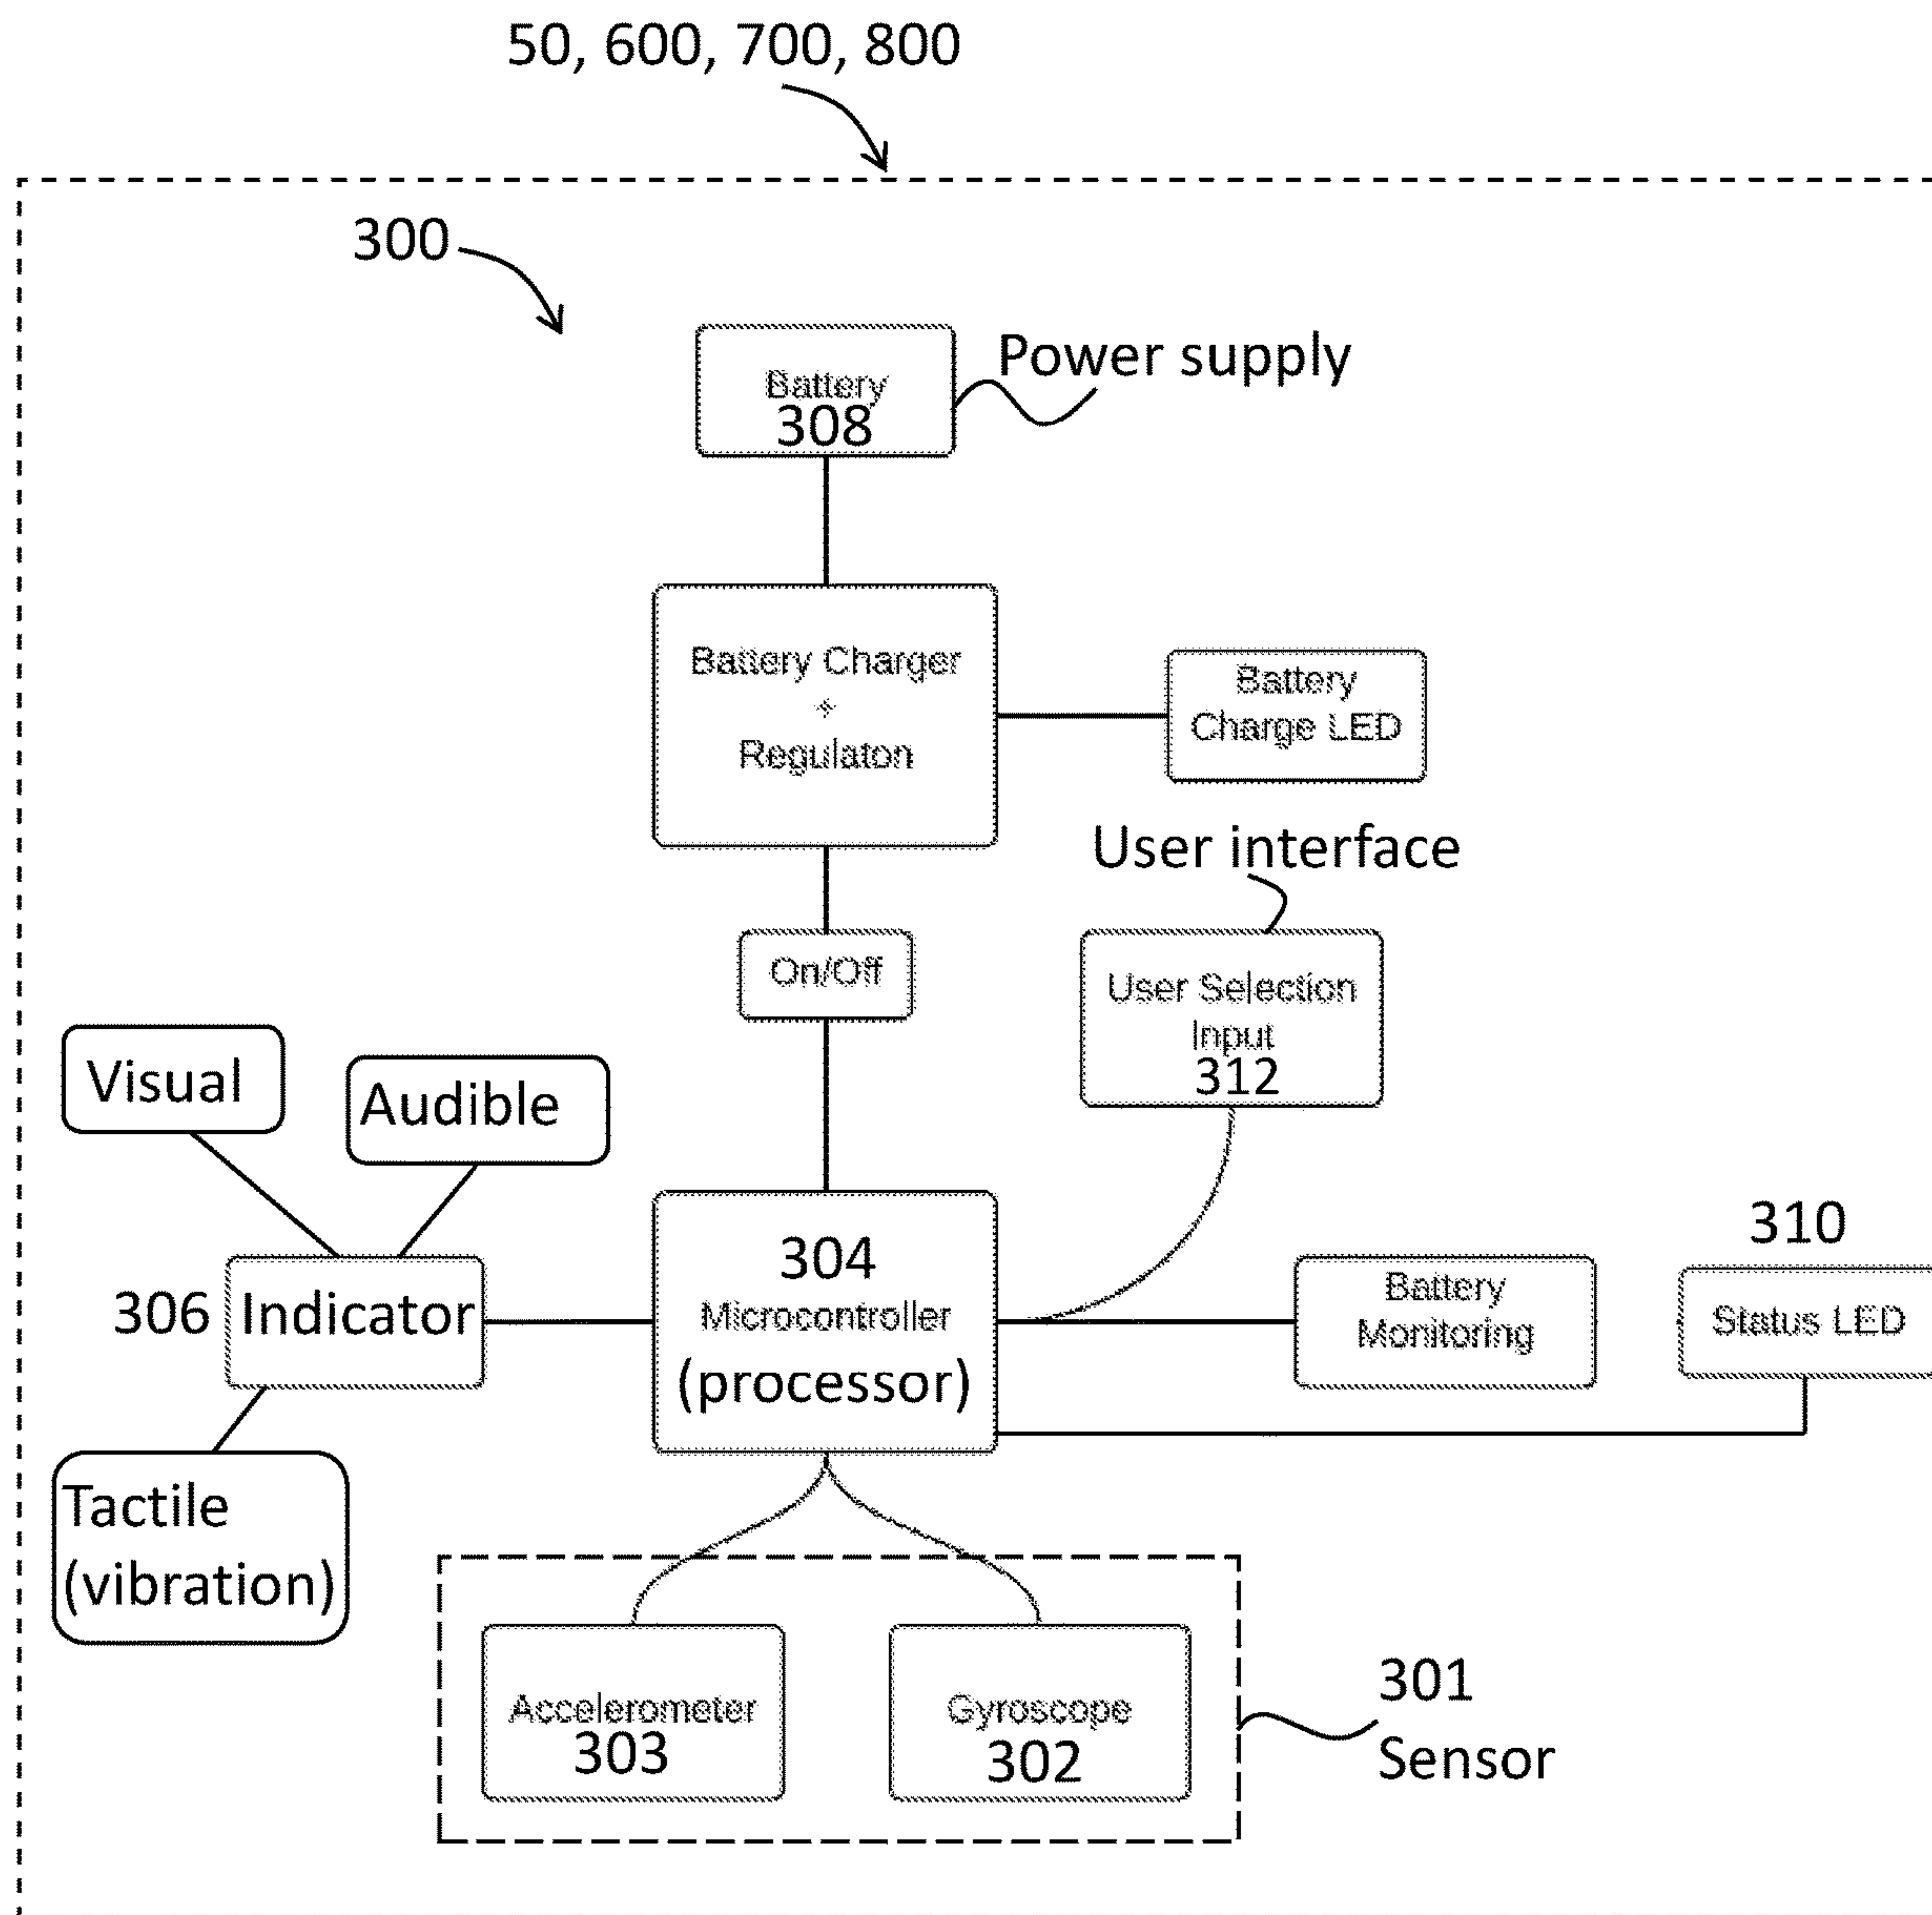 50, 600, 700, 800
300
Battery
308
Power supply
Battery Charger
+
Regulaton
Battery
Charge LED
User interface
On/Off
User Selection
Input
312
Visual
Audible
304
Microcontroller
(processor)
306
Indicator
Battery
Monitoring
310
Status LED
Tactile
(vibration)
Accelerometer
303
Gyroscope
302
301
Sensor